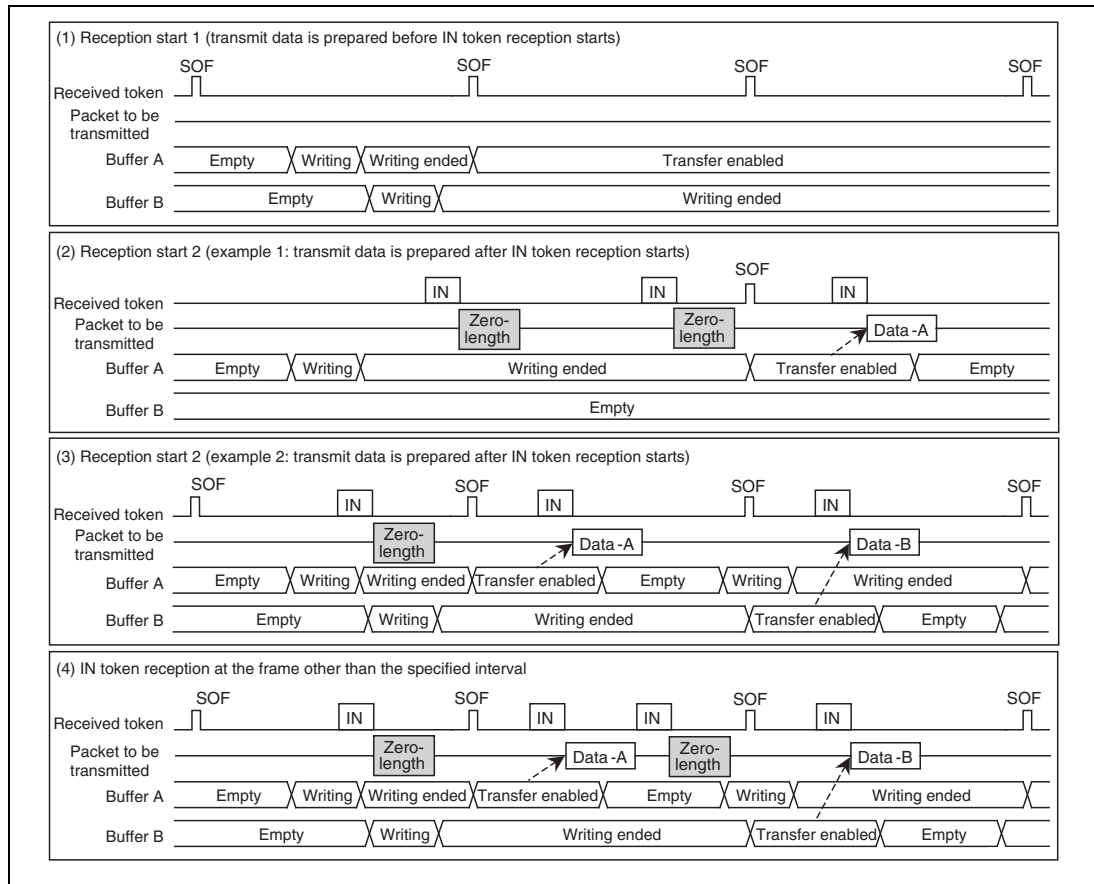 (1) Reception start 1 (transmit data is prepared before IN token reception starts)
SOF SOF SOF SOF
Received token
Packet to be
transmitted
Buffer A Empty Writing Writing ended Transfer enabled
Buffer B Empty Writing Writing ended
(2) Reception start 2 (example 1: transmit data is prepared after IN token reception starts)
SOF
Received token IN IN IN
Packet to be
transmitted
Zero-
length
Zero-
length
Data -A
Buffer A Empty Writing Writing ended Transfer enabled Empty
Buffer B Empty
(3) Reception start 2 (example 2: transmit data is prepared after IN token reception starts)
SOF SOF SOF SOF
Received token IN IN IN
Packet to be
transmitted
Zero-
length
Data -A Data -B
Buffer A Empty Writing Writing ended Transfer enabled Empty Writing Writing ended
Buffer B Empty Writing Writing ended Transfer enabled Empty
(4) IN token reception at the frame other than the specified interval
SOF SOF SOF SOF
Received token IN IN IN IN
Packet to be
transmitted
Zero-
length
Data -A
Zero-
length
Data -B
Buffer A Empty Writing Writing ended Transfer enabled Empty Writing Writing ended
Buffer B Empty Writing Writing ended Transfer enabled Empty